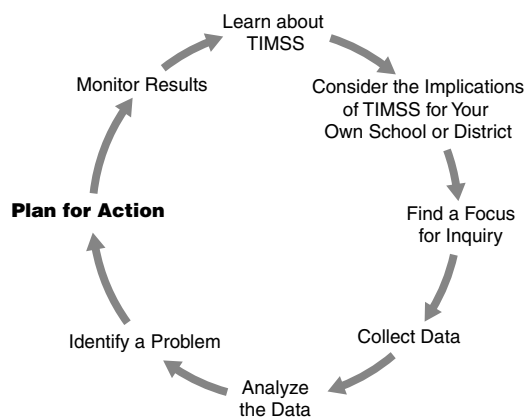 Learn about
TIMSS
Consider the Implications
of TIMSS for Your
Own School or District
Find a Focus
for Inquiry
Collect Data
Analyze
the Data
Identify a Problem
Plan for Action
Monitor Results